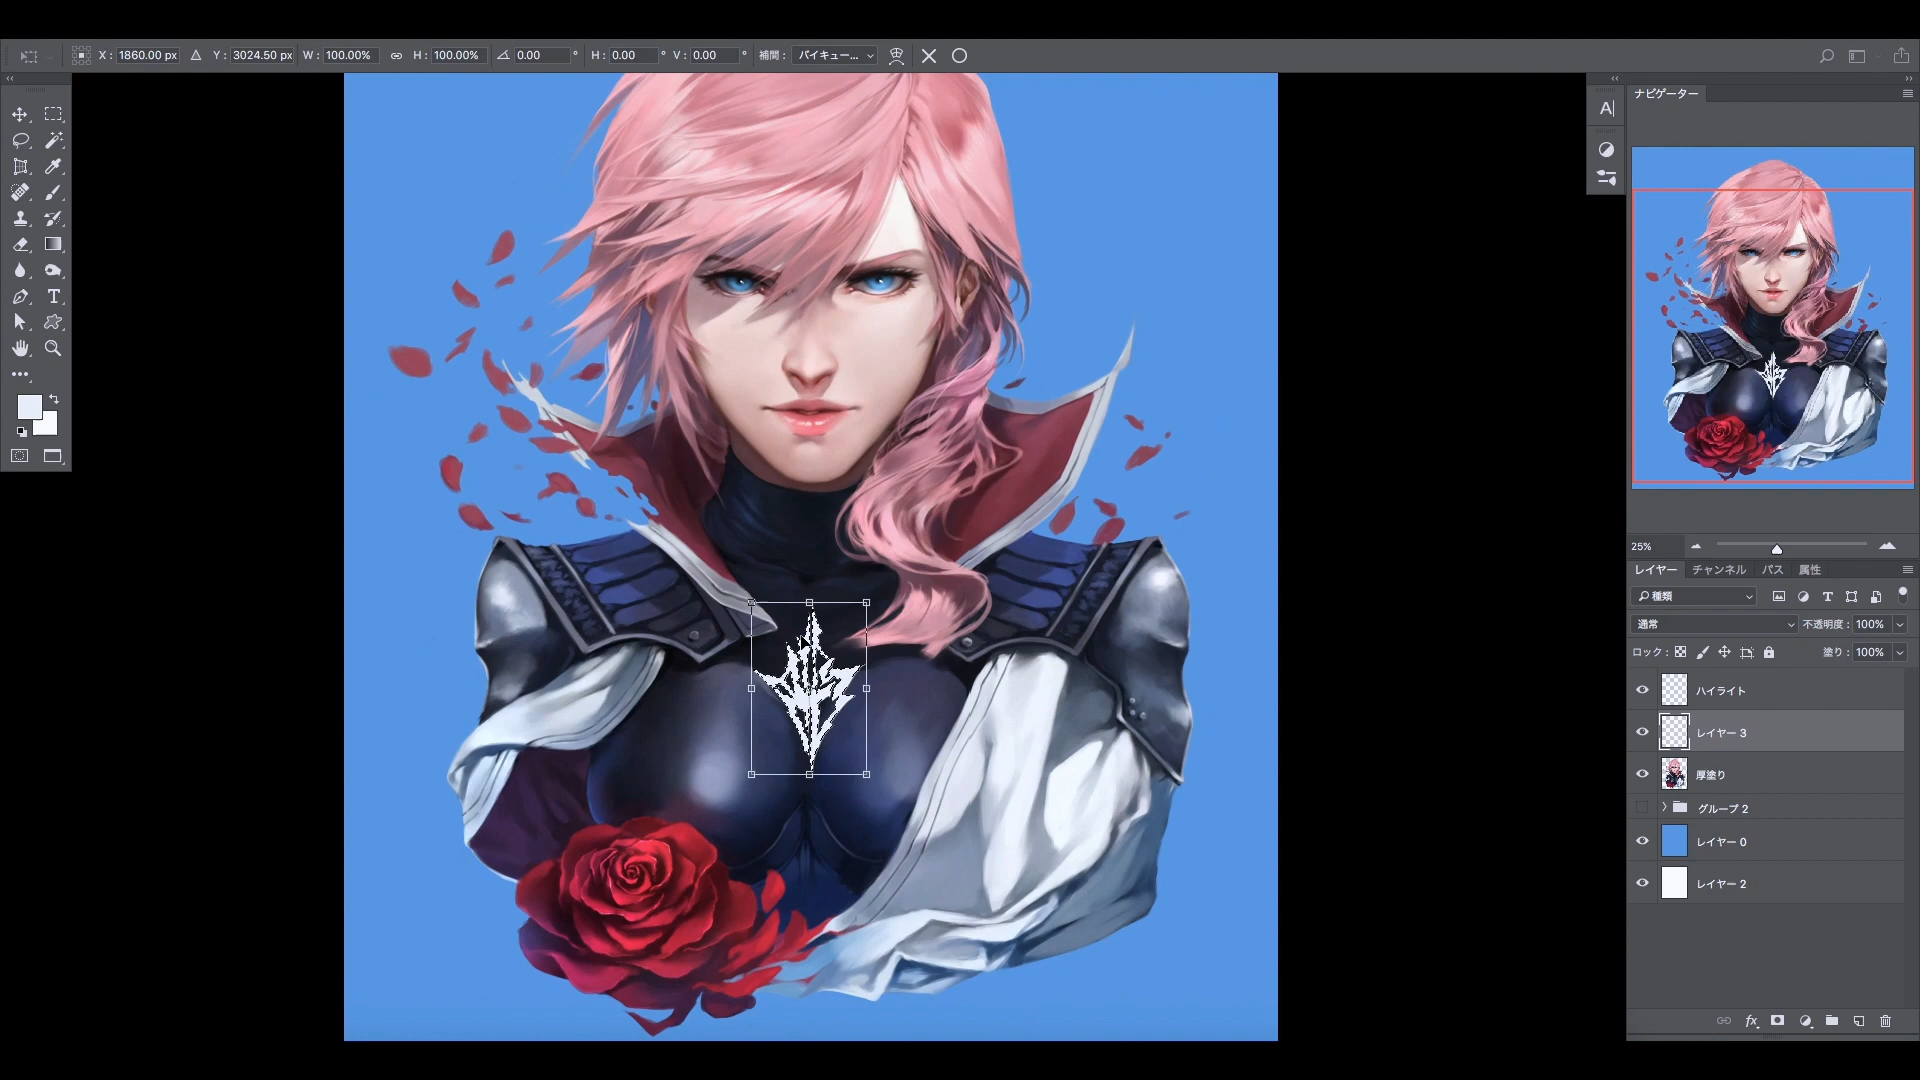 X : 1860.00 px Y : 3024.50 px W : 100.00% H : 100.00% 0.00 ° H : 0.00 ° V : 0.00 ° 補間 : バイキュー...
A
ナビゲーター
25%
レイヤー チャンネル パス 属性
種類
通常 不透明度 : 100%
ロック : 塗り : 100%
ハイライト
レイヤー 3
厚塗り
グループ 2
レイヤー 0
レイヤー 2
fx